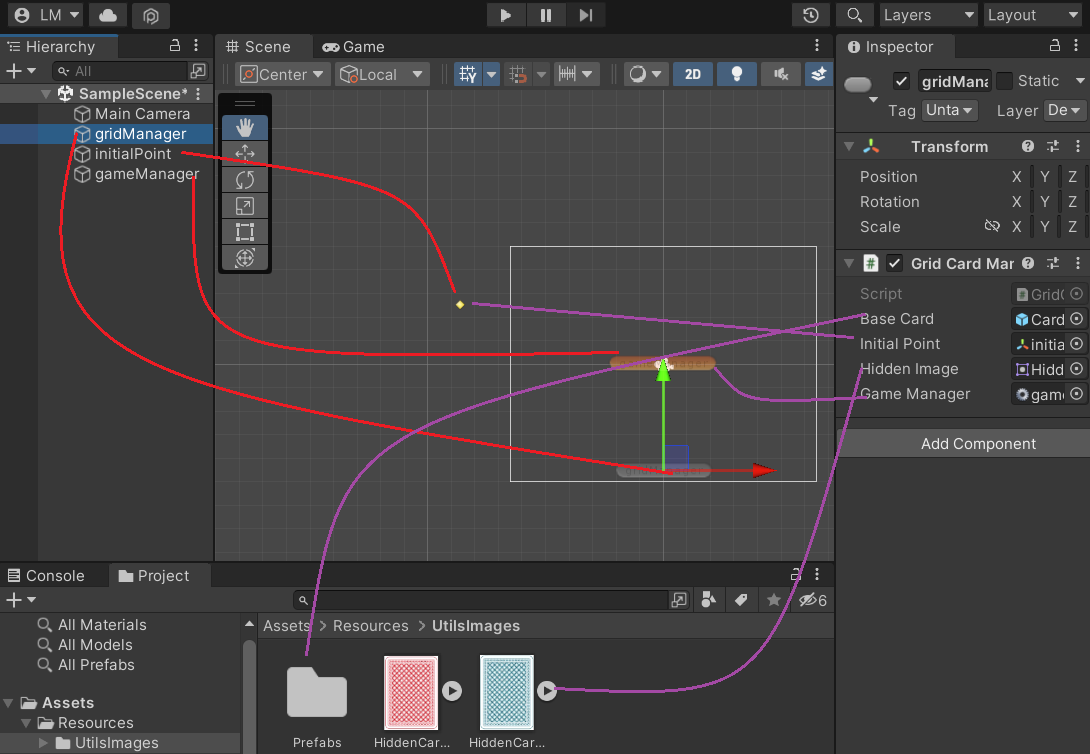 LM
Layers
Layout
Hierarchy
All
SampleScene*
Main Camera
gridManager
initialPoint
gameManager
Scene
Game
Center
Local
2D
Inspector
gridMana
Static
Tag
Unta
Layer
De
Transform
Position X Y Z
Rotation X Y Z
Scale X Y Z
Grid Card Mar
Script
Grid
Base Card
Card
Initial Point
initia
Hidden Image
Hidd
Game Manager
gam
Add Component
Console
Project
6
All Materials
All Models
All Prefabs
Assets
Resources
UtilsImages
Assets > Resources > UtilsImages
Prefabs
HiddenCar...
HiddenCar...